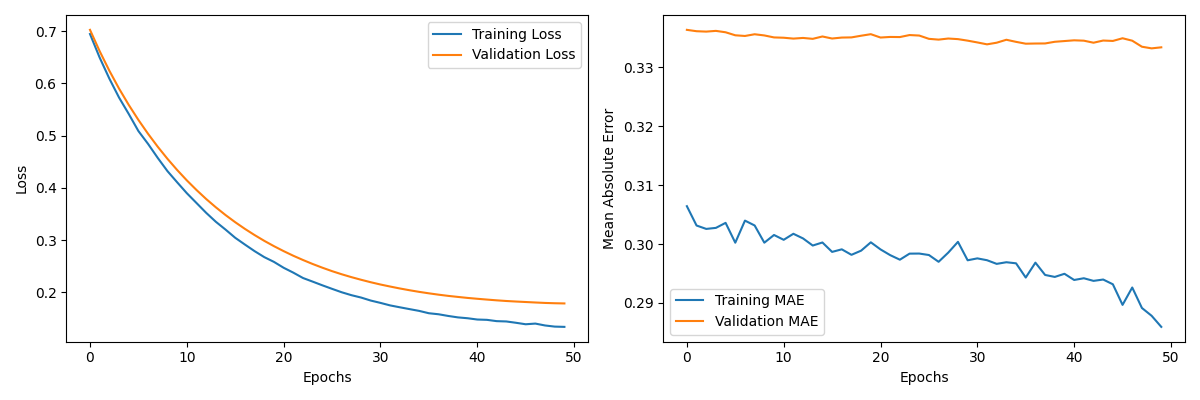 0.7
0.6
0.5
0.4
0.3
0.2
Loss
0
10
20
30
40
50
Epochs
Training Loss
Validation Loss
0.33
0.32
0.31
0.30
0.29
Mean Absolute Error
0
10
20
30
40
50
Epochs
Training MAE
Validation MAE